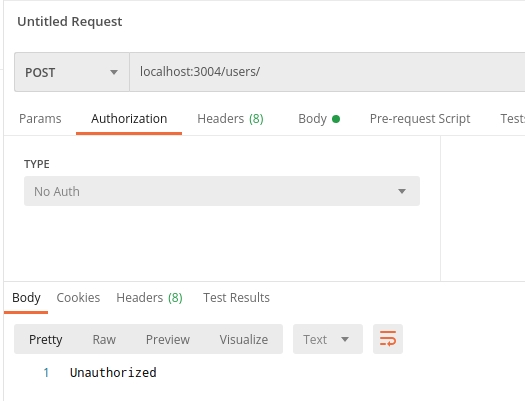 Untitled Request
POST localhost:3004/users/
Params Authorization Headers (8) Body Pre-request Script Tests
TYPE
No Auth
Body Cookies Headers (8) Test Results
Pretty Raw Preview Visualize Text
1 Unauthorized